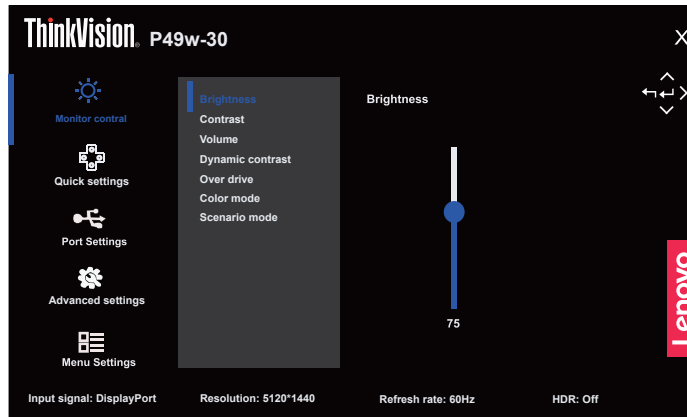 ThinkVision. P49w-30
X
Monitor contral
Quick settings
Port Settings
Advanced settings
Menu Settings
Brightness
Contrast
Volume
Dynamic contrast
Over drive
Color mode
Scenario mode
Brightness
75
Lenovo
Input signal: DisplayPort Resolution: 5120*1440 Refresh rate: 60Hz HDR: Off